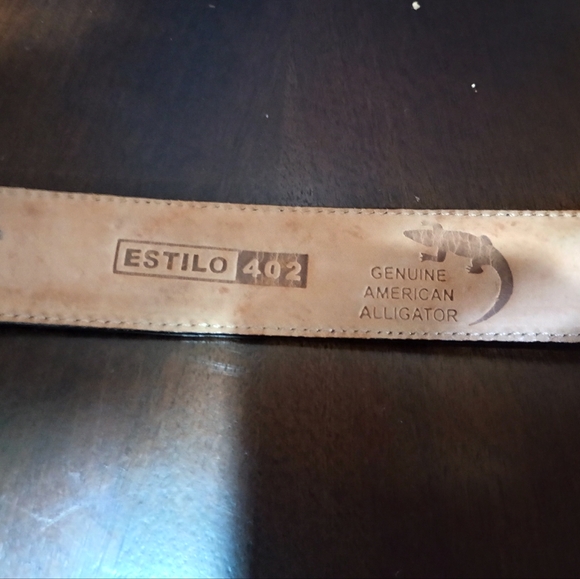 ESTILO 402
GENUINE
AMERICAN
ALLIGATOR